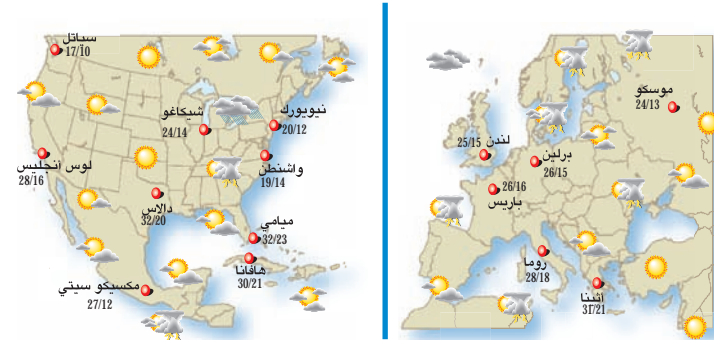 سياتل
17/10
شيكاغو
24/14
نيويورك
20/12
واشنطن
19/14
لوس أنجليس
28/16
دالاس
32/20
ميامي
32/23
هافانا
30/21
مكسيكو سيتي
27/12
موسكو
24/13
لندن
25/15
برلين
26/15
26/16
باريس
روما
28/18
أثينا
31/21